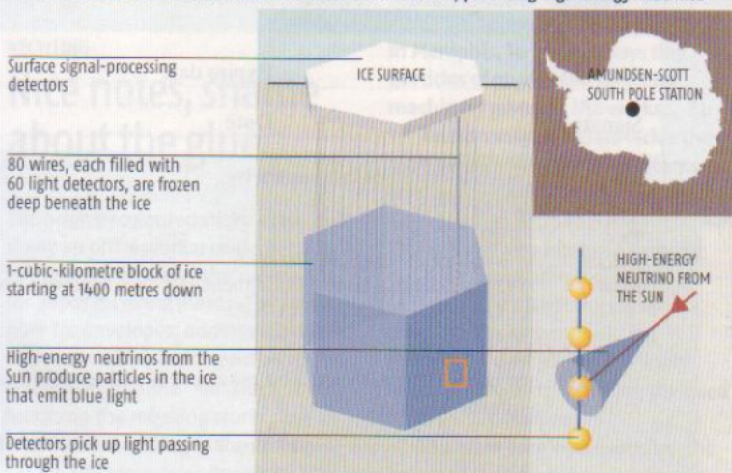 Surface signal-processing
detectors
ICE SURFACE
AMUNDSEN-SCOTT
SOUTH POLE STATION
80 wires, each filled with
60 light detectors, are frozen
deep beneath the ice
1-cubic-kilometre block of ice
starting at 1400 metres down
HIGH-ENERGY
NEUTRINO FROM
THE SUN
High-energy neutrinos from the
Sun produce particles in the ice
that emit blue light
Detectors pick up light passing
through the ice